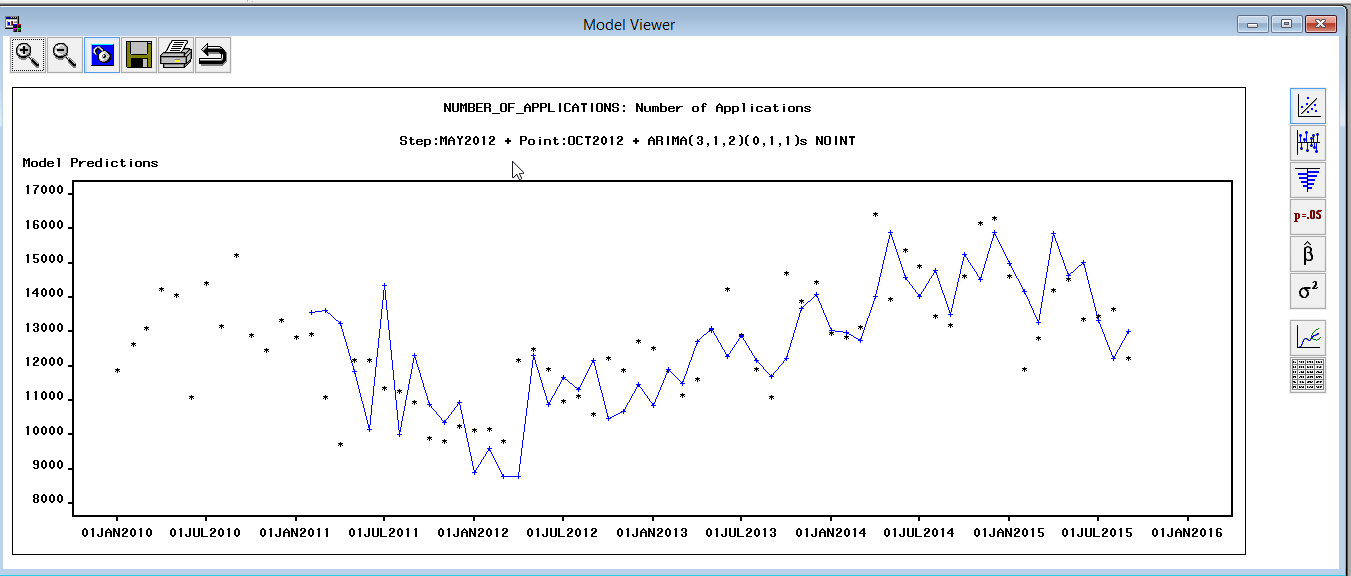 Model Viewer
NUMBER_OF_APPLICATIONS: Number of Applications
Step:MAY2012 + Point:OCT2012 + ARIMA(3,1,2)(0,1,1)s NOINT
Model Predictions
17000
16000
15000
14000
13000
12000
11000
10000
9000
8000
01JAN2010 01JUL2010 01JAN2011 01JUL2011 01JAN2012 01JUL2012 01JAN2013 01JUL2013 01JAN2014 01JUL2014 01JAN2015 01JUL2015 01JAN2016
p=.05
β̂
σ²